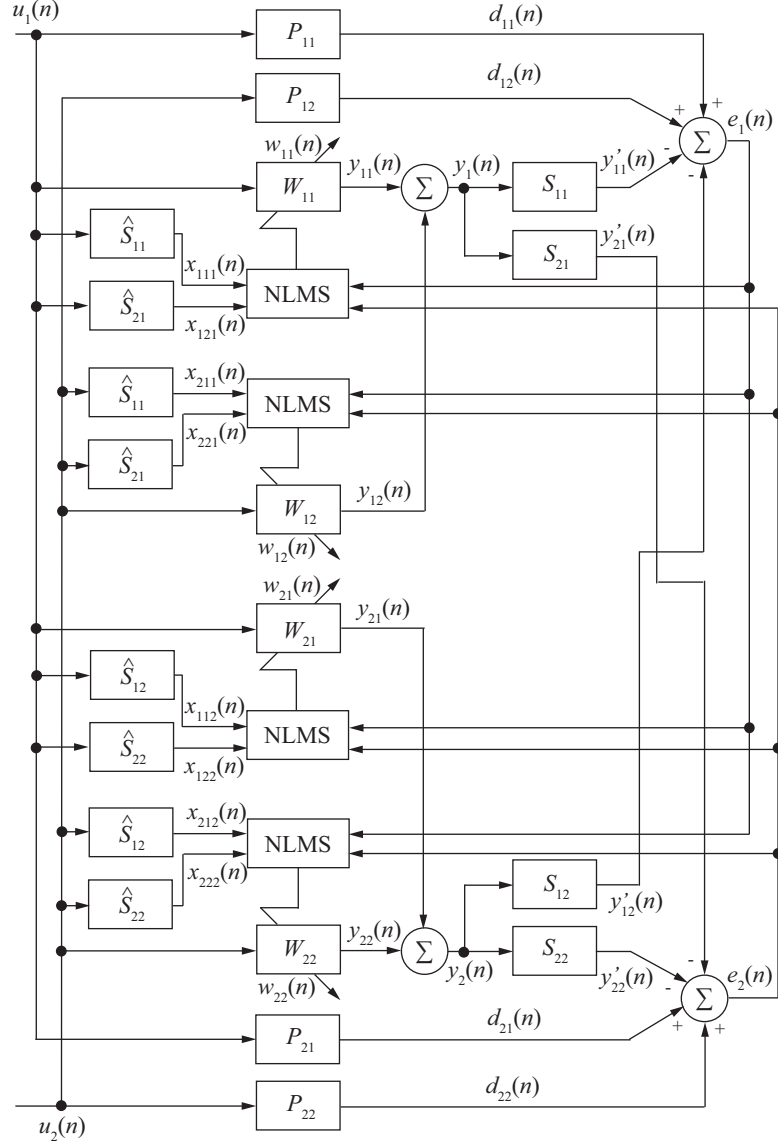 u₁(n)
P₁₁
d₁₁(n)
P₁₂
d₁₂(n)
+
+
e₁(n)
Σ
-
-
w₁₁(n)
W₁₁
y₁₁(n)
Σ
y₁(n)
S₁₁
y'₁₁(n)
Ŝ₁₁
x₁₁₁(n)
S₂₁
y'₂₁(n)
NLMS
Ŝ₂₁
x₁₂₁(n)
Ŝ₁₁
x₂₁₁(n)
NLMS
Ŝ₂₁
x₂₂₁(n)
W₁₂
y₁₂(n)
w₁₂(n)
w₂₁(n)
W₂₁
y₂₁(n)
Ŝ₁₂
x₁₁₂(n)
NLMS
Ŝ₂₂
x₁₂₂(n)
Ŝ₁₂
x₂₁₂(n)
NLMS
Ŝ₂₂
x₂₂₂(n)
S₁₂
y'₁₂(n)
W₂₂
y₂₂(n)
Σ
y₂(n)
S₂₂
y'₂₂(n)
w₂₂(n)
-
-
e₂(n)
Σ
+
+
P₂₁
d₂₁(n)
P₂₂
d₂₂(n)
u₂(n)